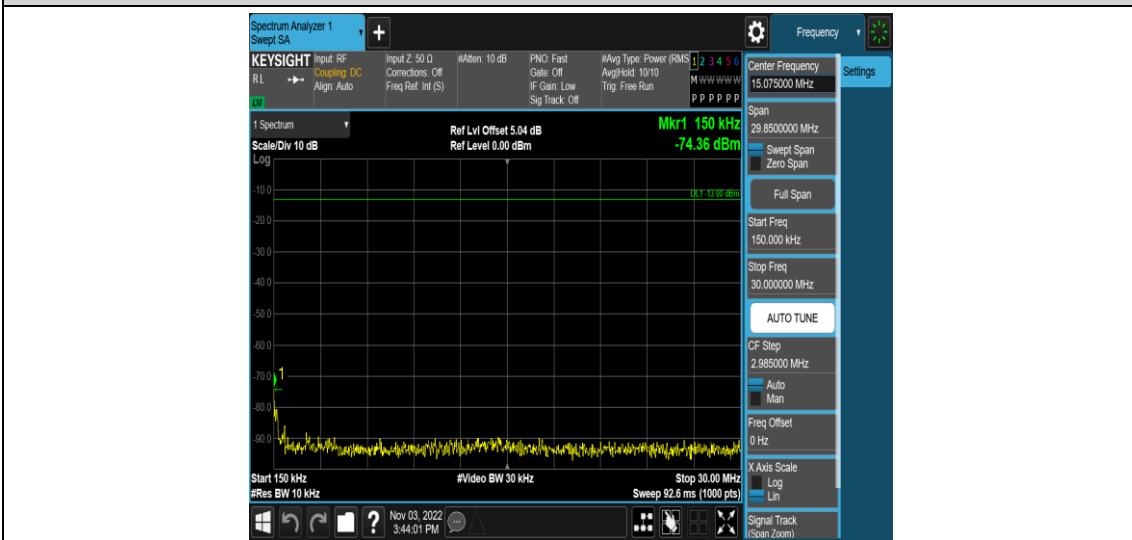 Spectrum Analyzer 1
Swept SA
+
Frequency
KEYSIGHT
RL
LW
Input: RF
Coupling: DC
Align: Auto
Input Z: 50 Ω
Corrections: Off
Freq Ref: Int (S)
#Atten: 10 dB
PNO: Fast
Gate: Off
IF Gain: Low
Sig Track: Off
#Avg Type: Power (RMS
Avg|Hold: 10/10
Trig: Free Run
1 2 3 4 5 6
M W W W W W
P P P P P P
1 Spectrum
Scale/Div 10 dB
Ref Lvl Offset 5.04 dB
Ref Level 0.00 dBm
Mkr1 150 kHz
-74.36 dBm
Log
-10.0
DL1 -13.00 dBm
-20.0
-30.0
-40.0
-50.0
-60.0
-70.0
1
-80.0
-90.0
Start 150 kHz
#Res BW 10 kHz
#Video BW 30 kHz
Stop 30.00 MHz
Sweep 92.6 ms (1000 pts)
?
Nov 03, 2022
3:44:01 PM
Center Frequency
15.075000 MHz
Settings
Span
29.8500000 MHz
Swept Span
Zero Span
Full Span
Start Freq
150.000 kHz
Stop Freq
30.000000 MHz
AUTO TUNE
CF Step
2.985000 MHz
Auto
Man
Freq Offset
0 Hz
X Axis Scale
Log
Lin
Signal Track
(Span Zoom)